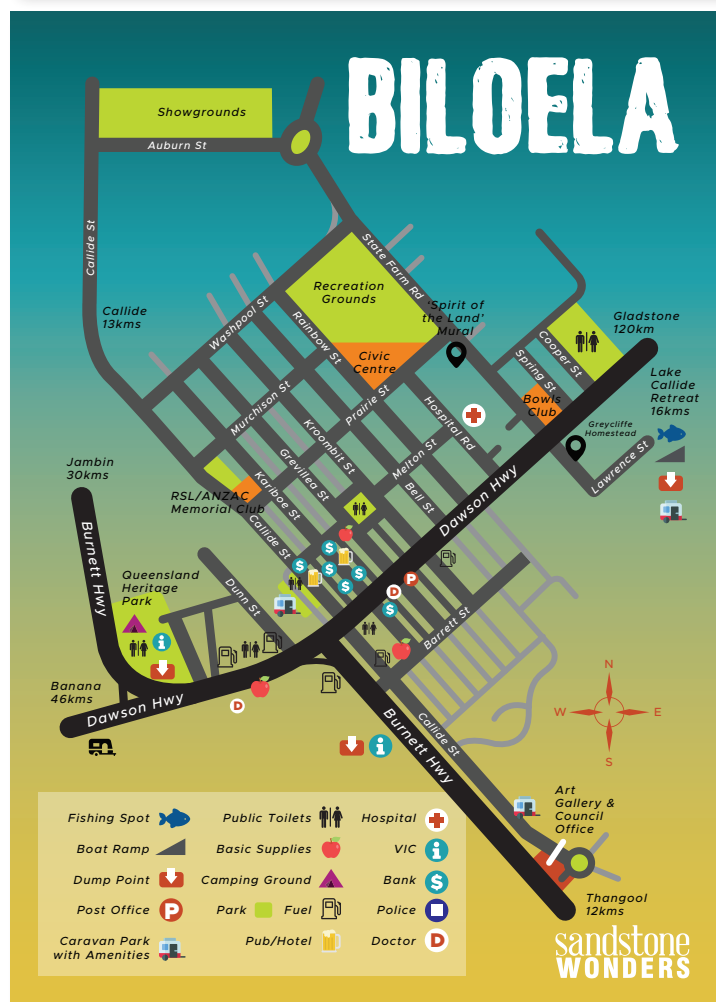 BILOELA
Showgrounds
Auburn St
Callide St
State Farm Rd
Recreation
Grounds
Washpool St
Rainbow St
'Spirit of
the Land'
Mural
Callide
13kms
Gladstone
120km
Cooper St
Spring St
Civic
Centre
Lake
Callide
Retreat
16kms
Bowls
Club
Murchison St
Prairie St
Hospital Rd
Greycliffe
Homestead
Kroombit St
Melton St
Grevillea St
Lawrence St
Jambin
30kms
Kariboe St
Bell St
Dawson Hwy
RSL/ANZAC
Memorial Club
Callide St
Burnett Hwy
$
$
$
$
$
Queensland
Heritage
Park
Dunn St
P
D
$
i
Barrett St
Banana
46kms
Dawson Hwy
D
N
W
E
S
Callide St
Burnett Hwy
i
Art
Gallery &
Council
Office
Fishing Spot
Public Toilets
Hospital
Boat Ramp
Basic Supplies
VIC
i
Dump Point
Camping Ground
Bank
$
Post Office
P
Park
Fuel
Police
Caravan Park
with Amenities
Pub/Hotel
Doctor
D
Thangool
12kms
sandstone
WONDERS